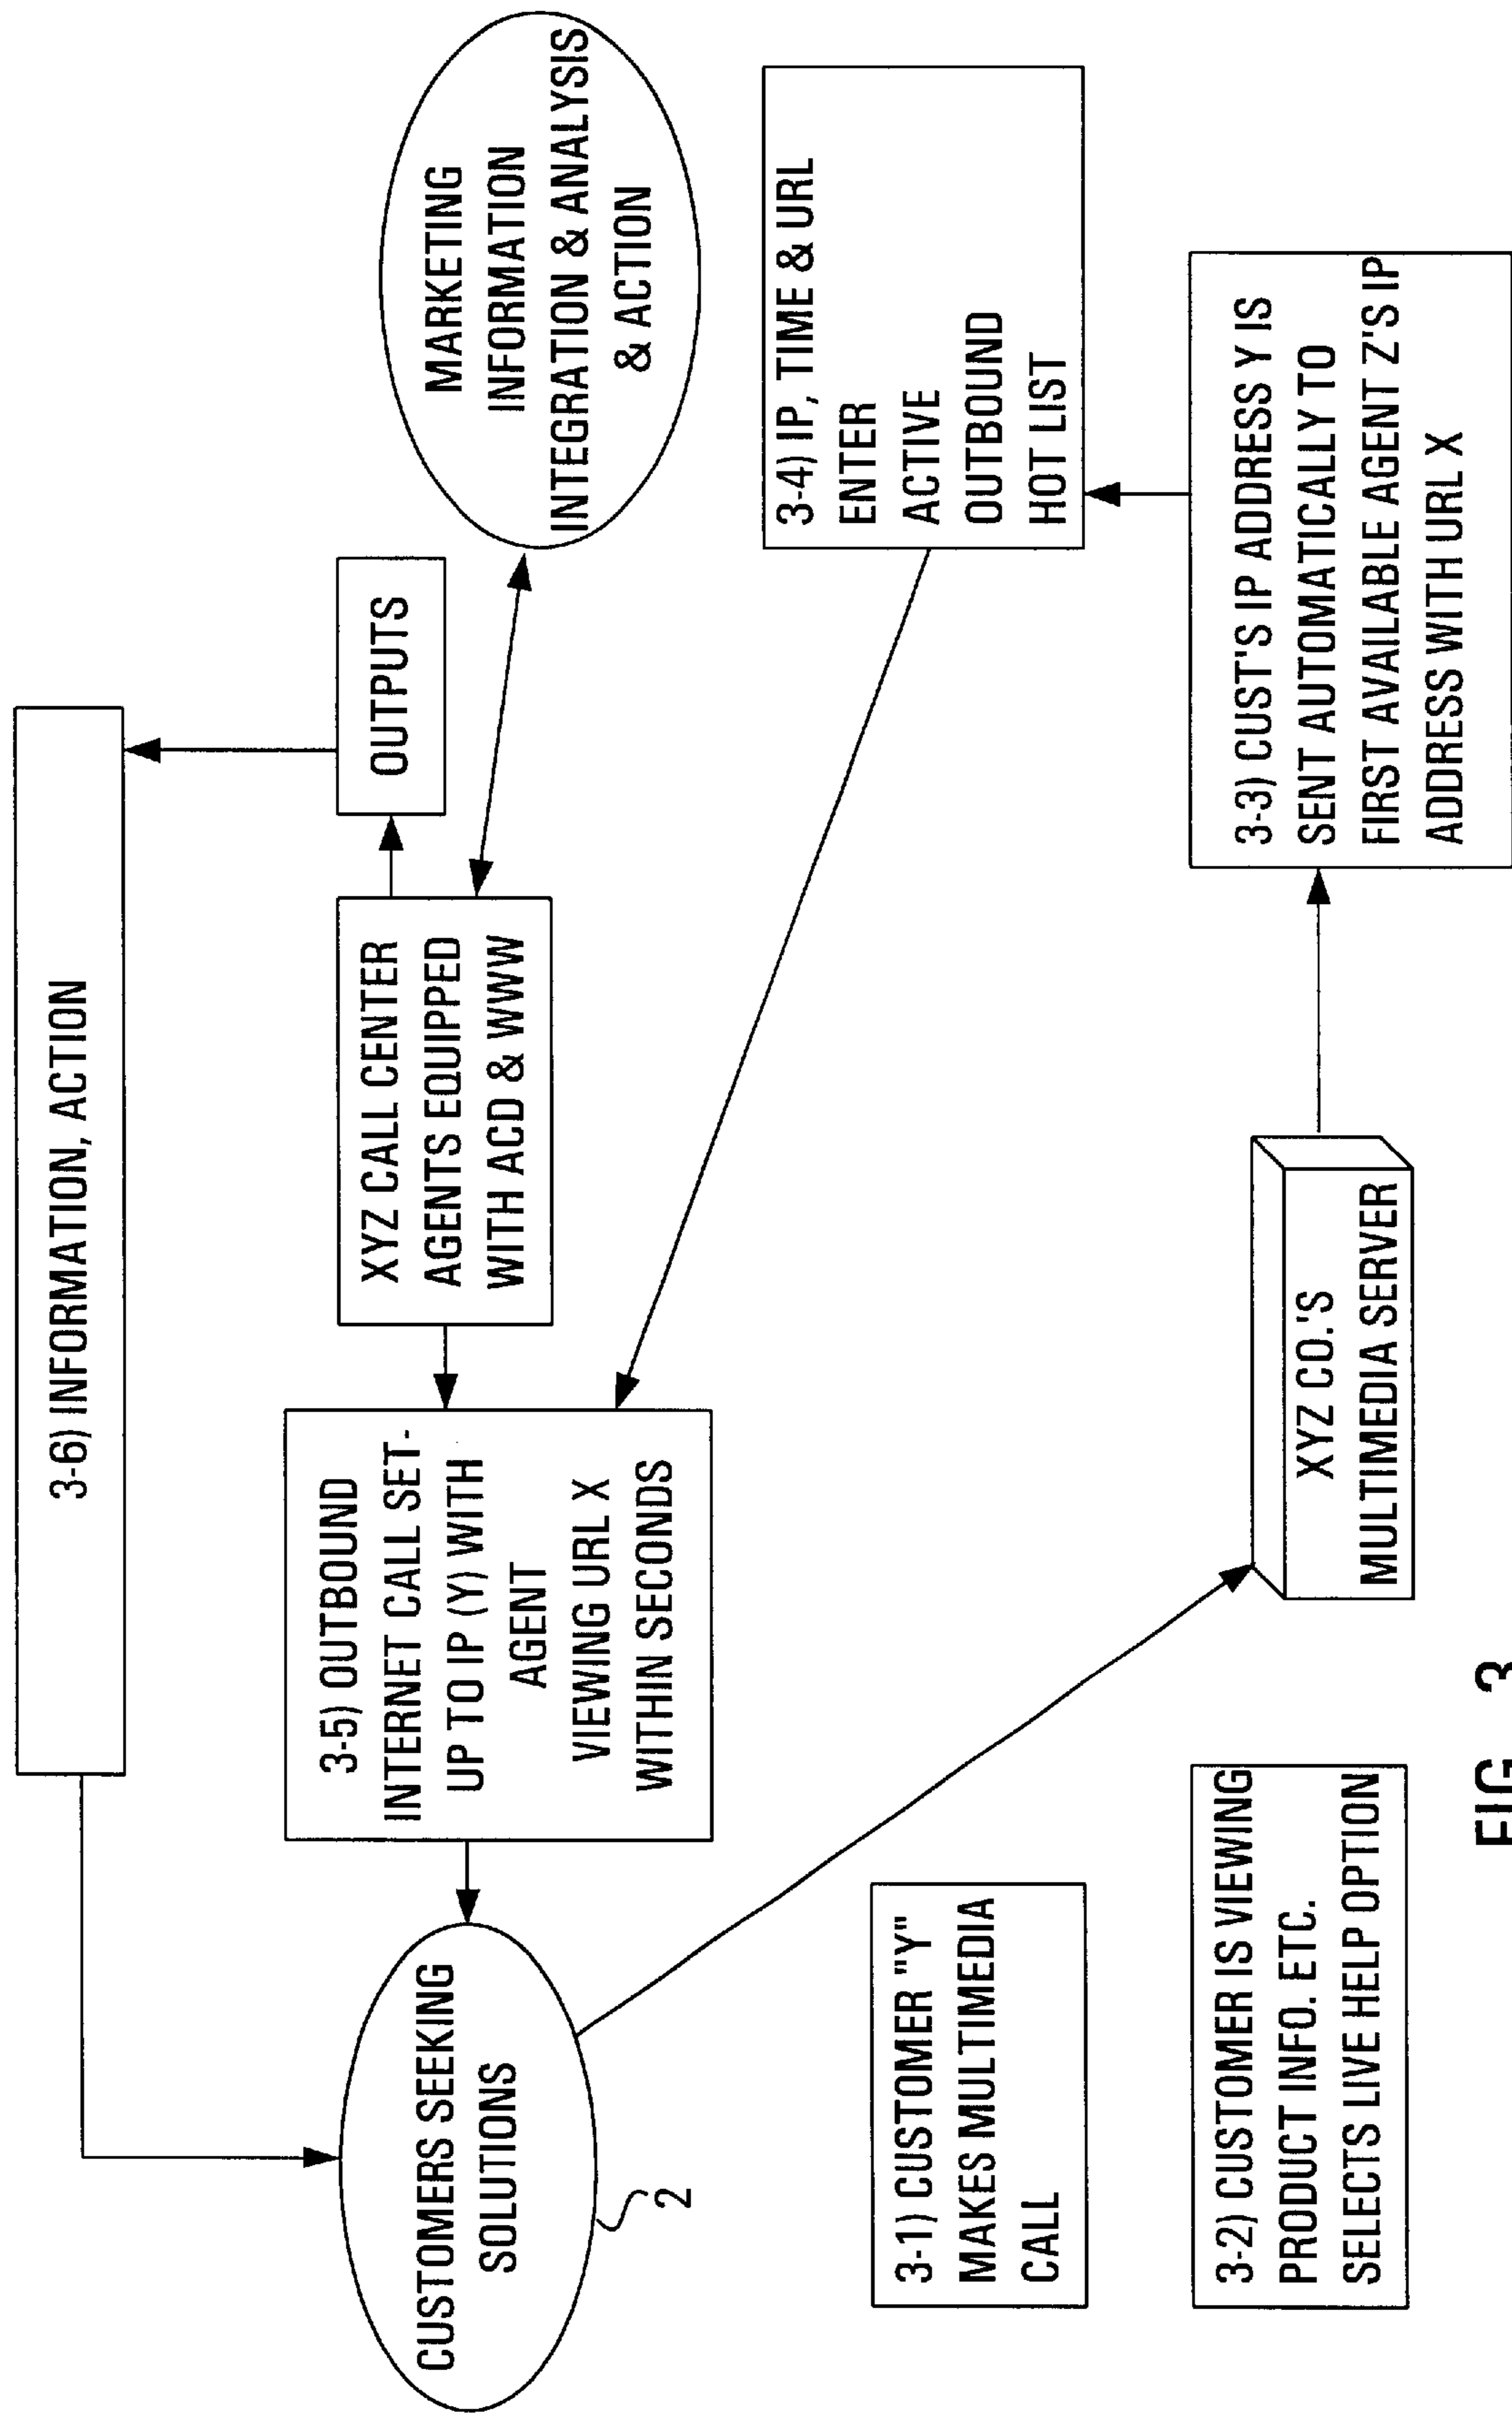 3-6) INFORMATION, ACTION
CUSTOMERS SEEKING
SOLUTIONS
2
3-5) OUTBOUND
INTERNET CALL SET-
UP TO IP (Y) WITH
AGENT
VIEWING URL X
WITHIN SECONDS
XYZ CALL CENTER
AGENTS EQUIPPED
WITH ACD & WWW
OUTPUTS
MARKETING
INFORMATION
INTEGRATION & ANALYSIS
& ACTION
3-1) CUSTOMER "Y"
MAKES MULTIMEDIA
CALL
3-2) CUSTOMER IS VIEWING
PRODUCT INFO. ETC.
SELECTS LIVE HELP OPTION
XYZ CO.'S
MULTIMEDIA SERVER
3-3) CUST'S IP ADDRESS Y IS
SENT AUTOMATICALLY TO
FIRST AVAILABLE AGENT Z'S IP
ADDRESS WITH URL X
3-4) IP, TIME & URL
ENTER
ACTIVE
OUTBOUND
HOT LIST
FIG. 3